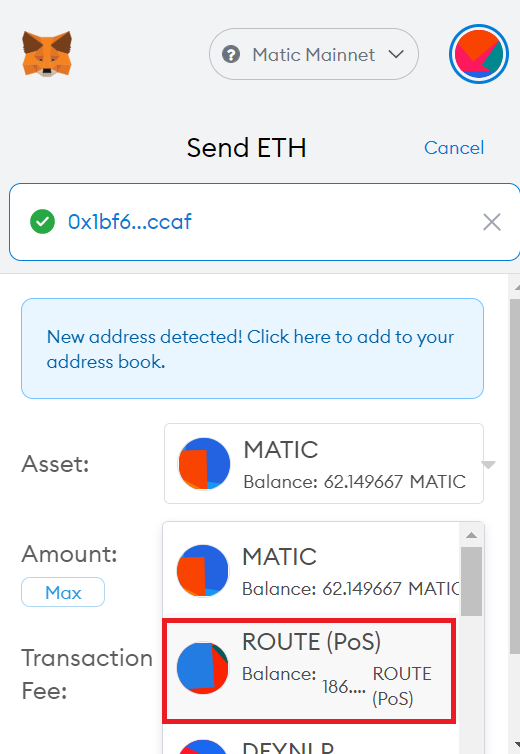 Matic Mainnet
Send ETH
Cancel
0x1bf6...ccaf
New address detected! Click here to add to your
address book.
Asset:
MATIC
Balance: 62.149667 MATIC
Amount:
Max
MATIC
Balance: 62.149667 MATIC
Transaction
Fee:
ROUTE (PoS)
Balance: 186.... ROUTE
(PoS)